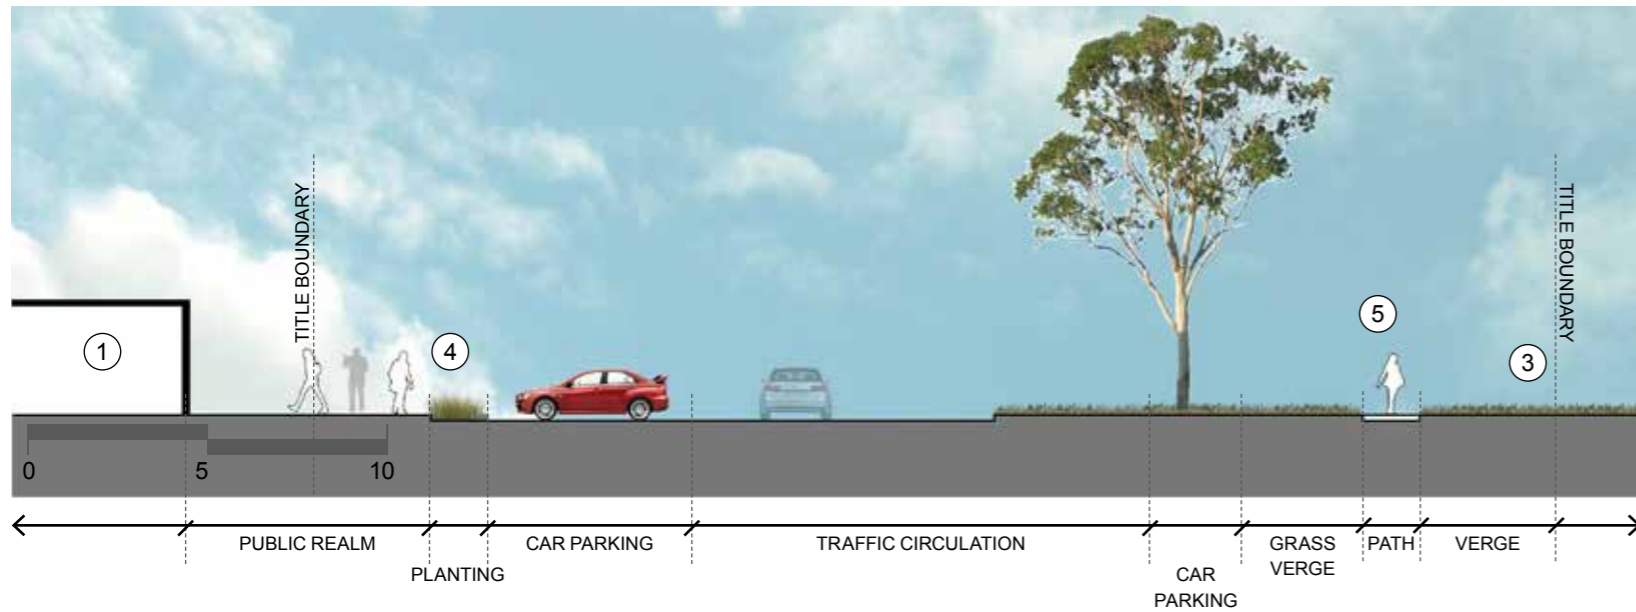 TITLE BOUNDARY
TITLE BOUNDARY
1
4
5
3
0
5
10
PUBLIC REALM
PLANTING
CAR PARKING
TRAFFIC CIRCULATION
CAR
PARKING
GRASS
VERGE
PATH
VERGE